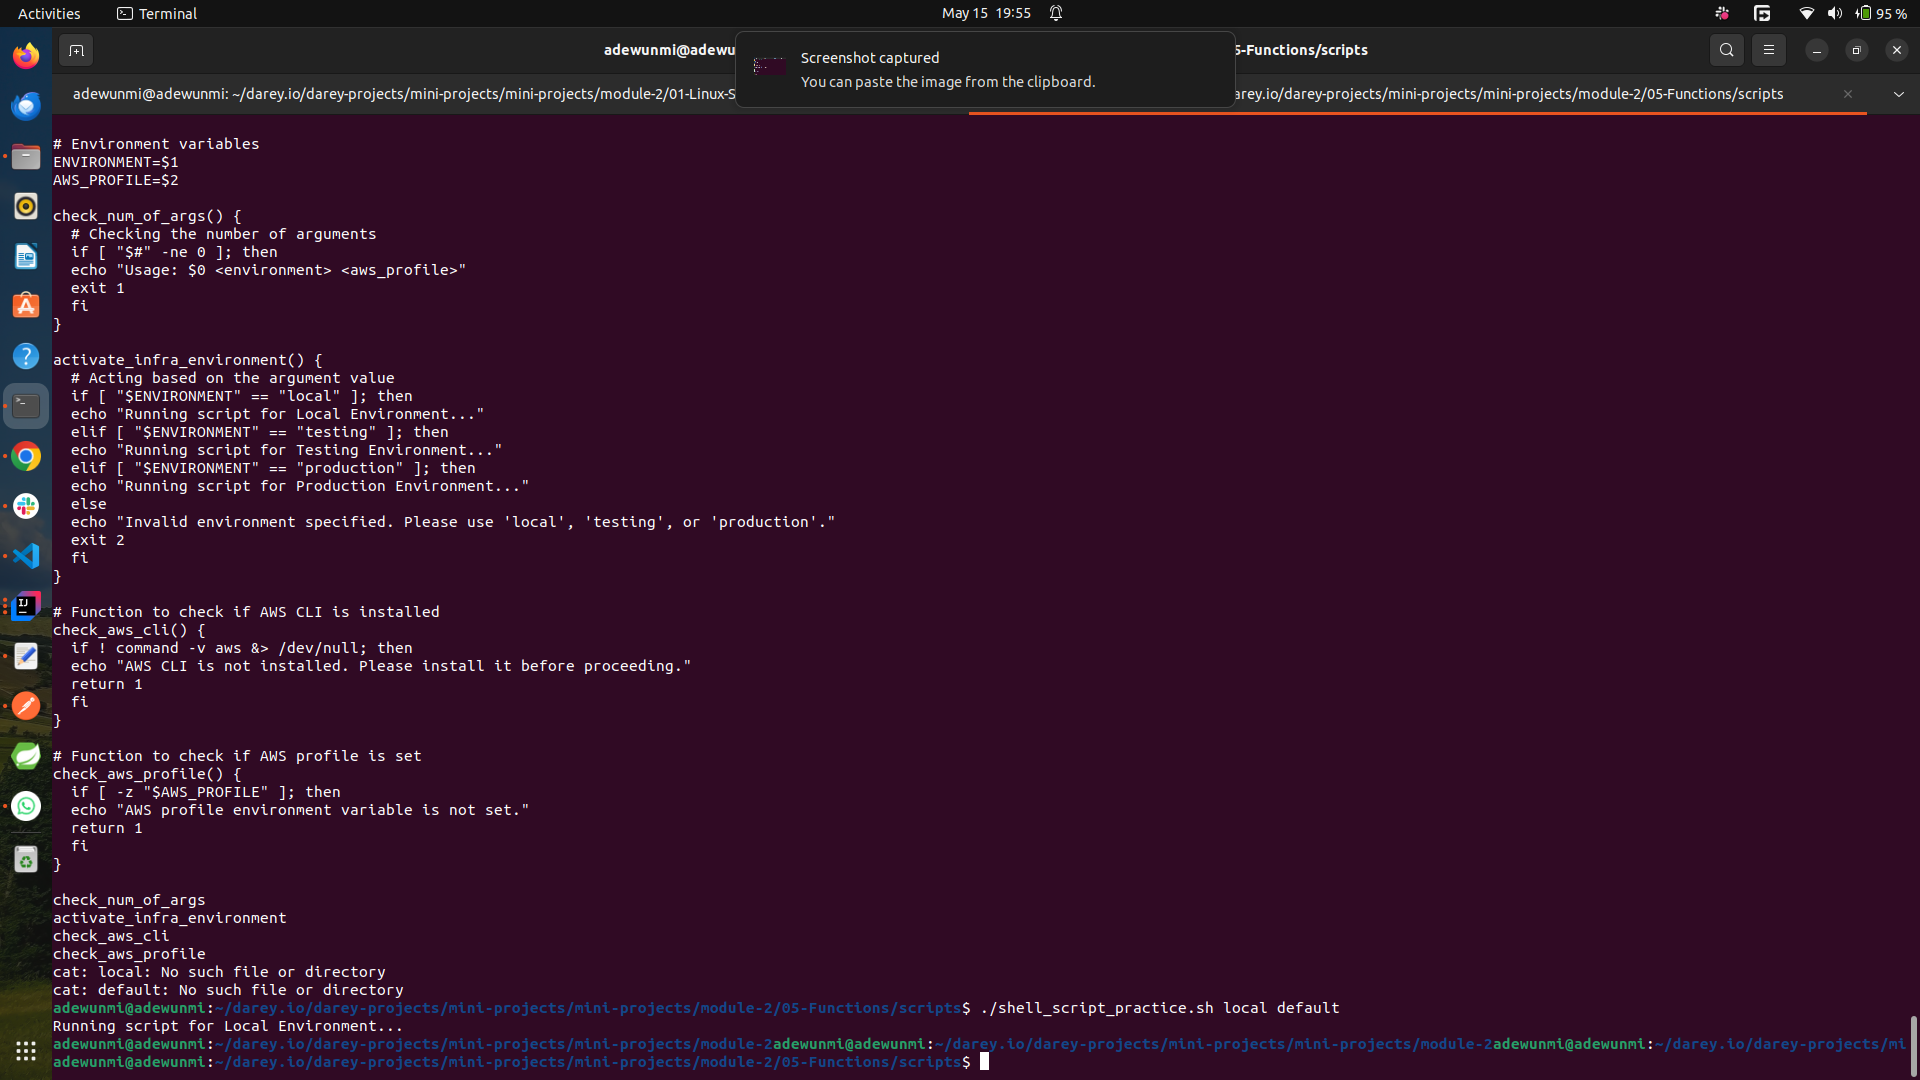 Activities
Terminal
May 15 19:55
95 %
adewunmi@adewu
5-Functions/scripts
Screenshot captured
You can paste the image from the clipboard.
adewunmi@adewunmi: ~/darey.io/darey-projects/mini-projects/mini-projects/module-2/01-Linux-S
rey.io/darey-projects/mini-projects/mini-projects/module-2/05-Functions/scripts
# Environment variables
ENVIRONMENT=$1
AWS_PROFILE=$2
check_num_of_args() {
  # Checking the number of arguments
  if [ "$#" -ne 0 ]; then
  echo "Usage: $0 <environment> <aws_profile>"
  exit 1
  fi
}
activate_infra_environment() {
  # Acting based on the argument value
  if [ "$ENVIRONMENT" == "local" ]; then
  echo "Running script for Local Environment..."
  elif [ "$ENVIRONMENT" == "testing" ]; then
  echo "Running script for Testing Environment..."
  elif [ "$ENVIRONMENT" == "production" ]; then
  echo "Running script for Production Environment..."
  else
  echo "Invalid environment specified. Please use 'local', 'testing', or 'production'."
  exit 2
  fi
}
# Function to check if AWS CLI is installed
check_aws_cli() {
  if ! command -v aws &> /dev/null; then
  echo "AWS CLI is not installed. Please install it before proceeding."
  return 1
  fi
}
# Function to check if AWS profile is set
check_aws_profile() {
  if [ -z "$AWS_PROFILE" ]; then
  echo "AWS profile environment variable is not set."
  return 1
  fi
}
check_num_of_args
activate_infra_environment
check_aws_cli
check_aws_profile
cat: local: No such file or directory
cat: default: No such file or directory
adewunmi@adewunmi:~/darey.io/darey-projects/mini-projects/mini-projects/module-2/05-Functions/scripts$ ./shell_script_practice.sh local default
Running script for Local Environment...
adewunmi@adewunmi:~/darey.io/darey-projects/mini-projects/mini-projects/module-2adewunmi@adewunmi:~/darey.io/darey-projects/mini-projects/mini-projects/module-2adewunmi@adewunmi:~/darey.io/darey-projects/mi
adewunmi@adewunmi:~/darey.io/darey-projects/mini-projects/mini-projects/module-2/05-Functions/scripts$